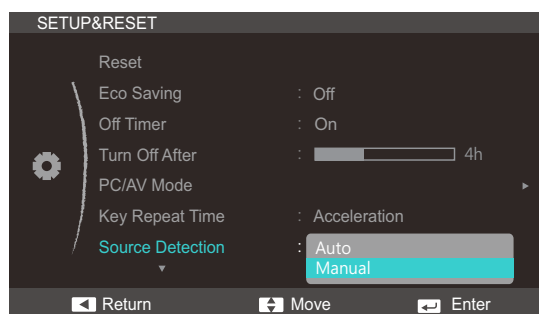 SETUP&RESET
Reset
Eco Saving : Off
Off Timer : On
Turn Off After : 4h
PC/AV Mode
Key Repeat Time : Acceleration
Source Detection : Auto
Manual
Return Move Enter